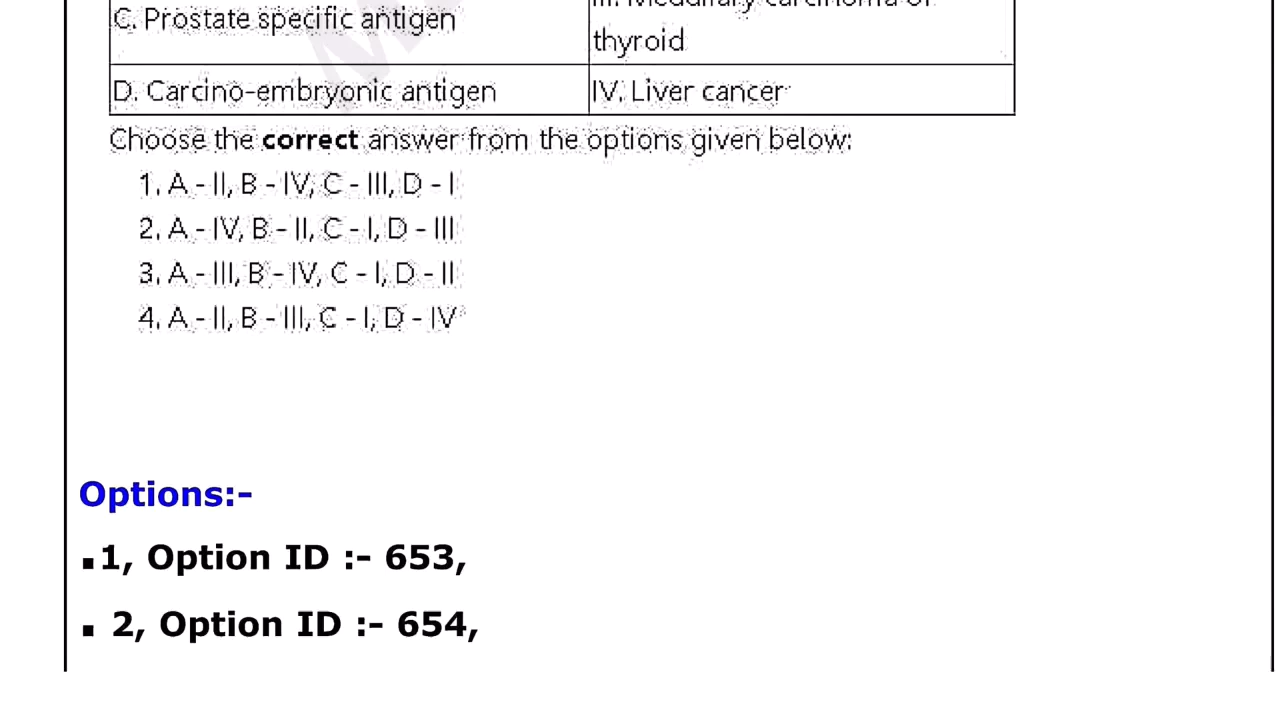 C. Prostate specific antigen
thyroid
D. Carcino-embryonic antigen
IV. Liver cancer
Choose the correct answer from the options given below:
1. A - II, B - IV, C - III, D - I
2. A - IV, B - II, C - I, D - III
3. A - III, B - IV, C - I, D - II
4. A - II, B - III, C - I, D - IV
Options:-
1, Option ID :- 653,
2, Option ID :- 654,